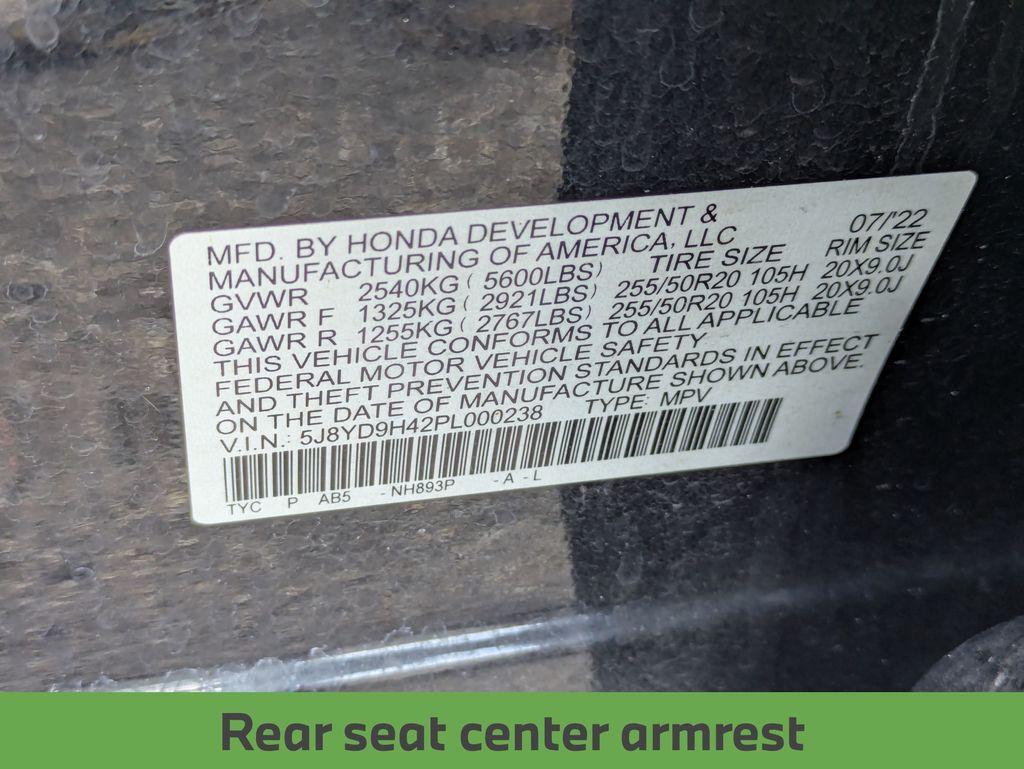 MFD. BY HONDA DEVELOPMENT & 07/'22
MANUFACTURING OF AMERICA, LLC
TIRE SIZE RIM SIZE
GVWR 2540KG ( 5600LBS)
GAWR F 1325KG ( 2921LBS) 255/50R20 105H 20X9.0J
GAWR R 1255KG ( 2767LBS) 255/50R20 105H 20X9.0J
THIS VEHICLE CONFORMS TO ALL APPLICABLE
FEDERAL MOTOR VEHICLE SAFETY
AND THEFT PREVENTION STANDARDS IN EFFECT
ON THE DATE OF MANUFACTURE SHOWN ABOVE.
V.I.N.: 5J8YD9H42PL000238 TYPE: MPV
TYC P AB5 -NH893P -A-L
Rear seat center armrest